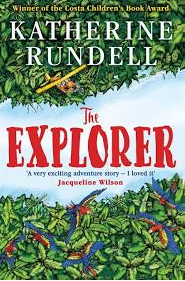 Winner of the Costa Children's Book Award
KATHERINE
RUNDELL
The
EXPLORER
'A very exciting adventure story – I loved it'
Jacqueline Wilson